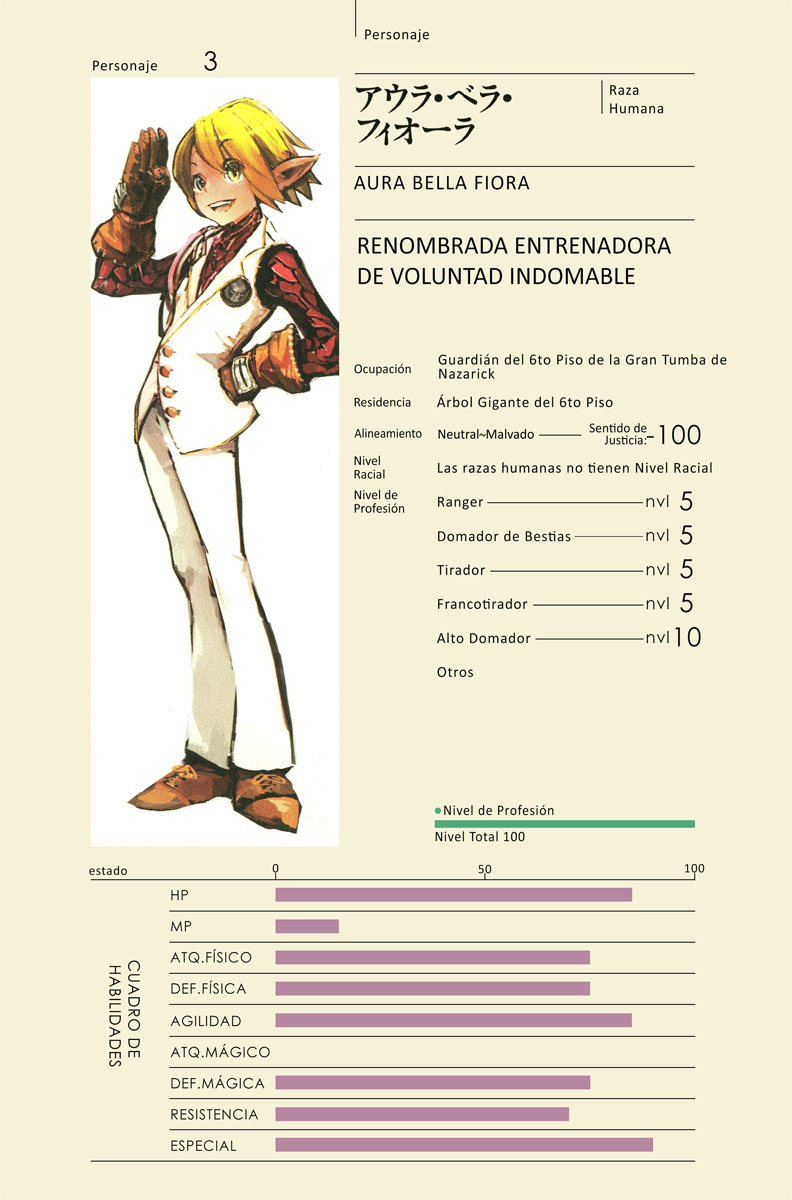 Personaje
Personaje 3
アウラ・ベラ・
フィオーラ
Raza
Humana
AURA BELLA FIORA
RENOMBRADA ENTRENADORA
DE VOLUNTAD INDOMABLE
Ocupación
Guardián del 6to Piso de la Gran Tumba de
Nazarick
Residencia Árbol Gigante del 6to Piso
Alineamiento Neutral~Malvado Sentido de
Justicia:-100
Nivel
Racial
Las razas humanas no tienen Nivel Racial
Nivel de
Profesión
Ranger nvl 5
Domador de Bestias nvl 5
Tirador nvl 5
Francotirador nvl 5
Alto Domador nvl 10
Otros
Nivel de Profesión
Nivel Total 100
estado 0 50 100
CUADRO DE
HABILIDADES
HP
MP
ATQ.FÍSICO
DEF.FÍSICA
AGILIDAD
ATQ.MÁGICO
DEF.MÁGICA
RESISTENCIA
ESPECIAL